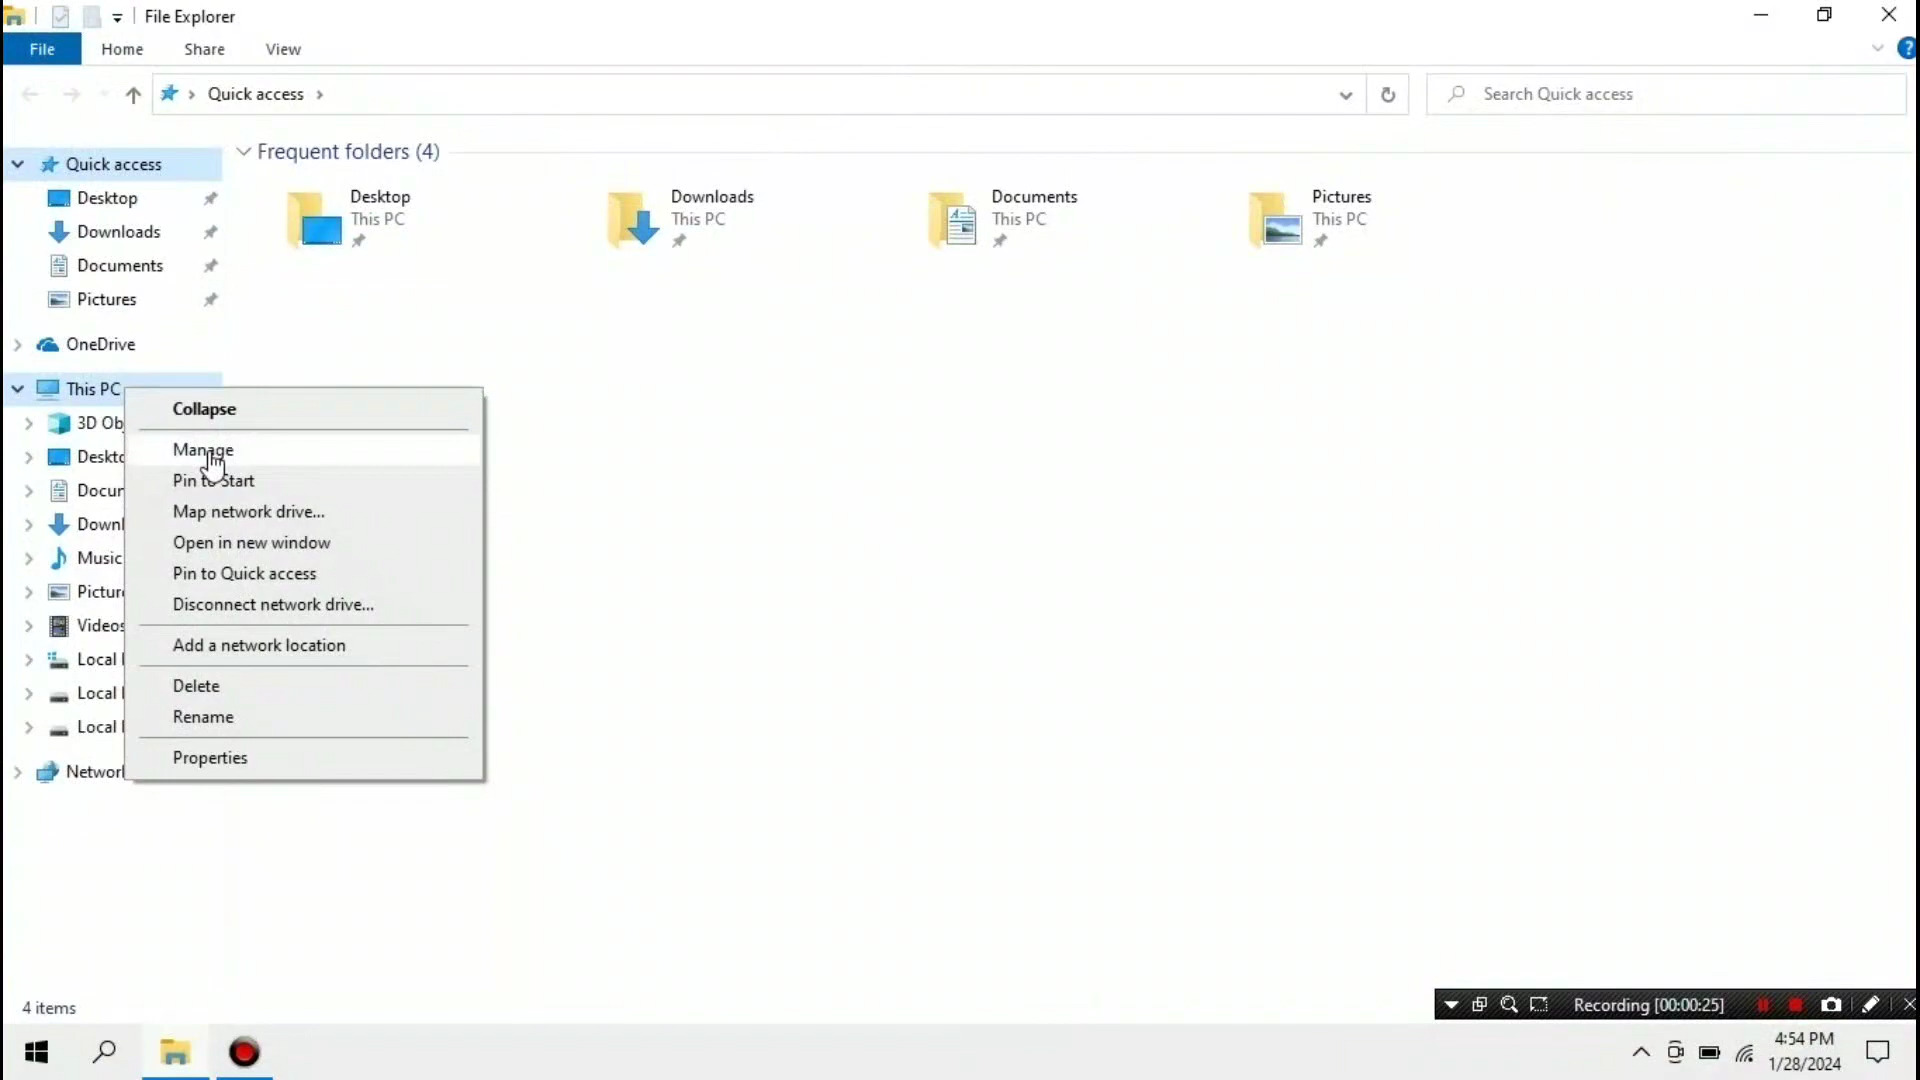 File Explorer
File
Home
Share
View
Quick access
Search Quick access
Quick access
Desktop
Downloads
Documents
Pictures
OneDrive
This PC
3D Ob
Deskto
Docun
Downl
Music
Picture
Videos
Local
Local
Local
Networ
Frequent folders (4)
Desktop
This PC
Downloads
This PC
Documents
This PC
Pictures
This PC
Collapse
Manage
Pin to Start
Map network drive...
Open in new window
Pin to Quick access
Disconnect network drive...
Add a network location
Delete
Rename
Properties
4 items
Recording [00:00:25]
4:54 PM
1/28/2024